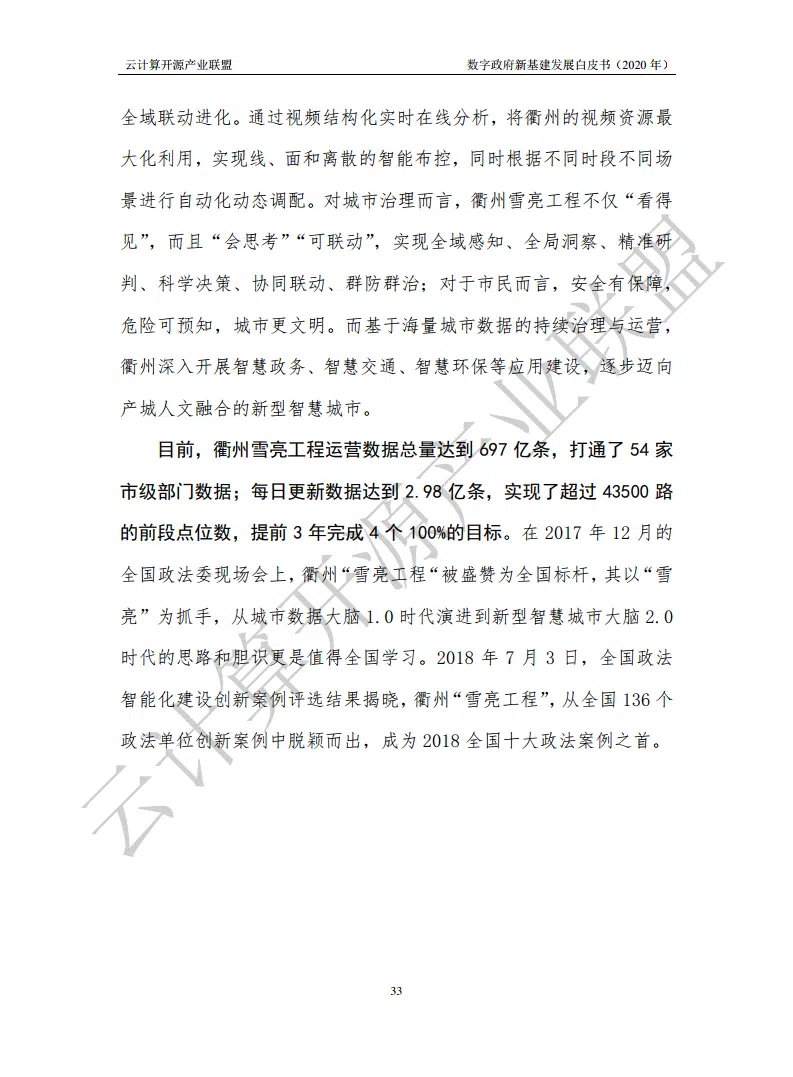 云计算开源产业联盟 数字政府新基建发展白皮书（2020 年）
全域联动进化。通过视频结构化实时在线分析，将衢州的视频资源最
大化利用，实现线、面和离散的智能布控，同时根据不同时段不同场
景进行自动化动态调配。对城市治理而言，衢州雪亮工程不仅“看得
见”，而且“会思考”“可联动”，实现全域感知、全局洞察、精准研
判、科学决策、协同联动、群防群治；对于市民而言，安全有保障，
危险可预知，城市更文明。而基于海量城市数据的持续治理与运营，
衢州深入开展智慧政务、智慧交通、智慧环保等应用建设，逐步迈向
产城人文融合的新型智慧城市。
目前，衢州雪亮工程运营数据总量达到 697 亿条，打通了 54 家
市级部门数据；每日更新数据达到 2.98 亿条，实现了超过 43500 路
的前段点位数，提前 3 年完成 4 个 100%的目标。在 2017 年 12 月的
全国政法委现场会上，衢州“雪亮工程“被盛赞为全国标杆，其以“雪
亮”为抓手，从城市数据大脑 1.0 时代演进到新型智慧城市大脑 2.0
时代的思路和胆识更是值得全国学习。2018 年 7 月 3 日，全国政法
智能化建设创新案例评选结果揭晓，衢州“雪亮工程”，从全国 136 个
政法单位创新案例中脱颖而出，成为 2018 全国十大政法案例之首。
云计算开源产业联盟
33